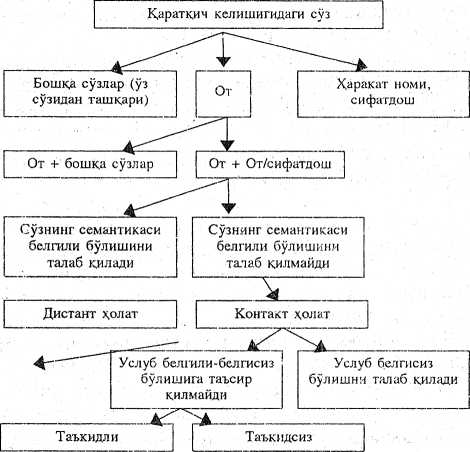 Қаратқич келишигидаги сўз
Бошқа сўзлар (ўз
сўзидан ташқари)
От
Ҳаракат номи,
сифатдош
От + бошқа сўзлар
От + От/сифатдош
Сўзнинг семантикаси
белгили бўлишини
талаб қилади
Сўзнинг семантикаси
белгили бўлишини
талаб қилмайди
Дистант ҳолат
Контакт ҳолат
Услуб белгили-белгисиз
бўлишига таъсир
қилмайди
Услуб белгисиз
бўлишни талаб қилади
Таъкидли
Таъкидсиз